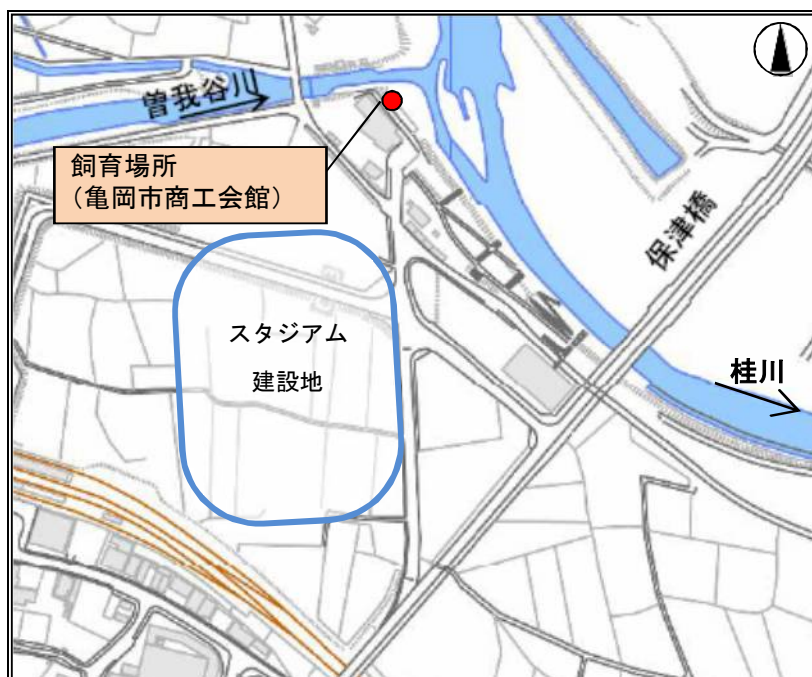 曽我谷川
飼育場所
（亀岡市商工会館）
保津橋
スタジアム
建設地
桂川